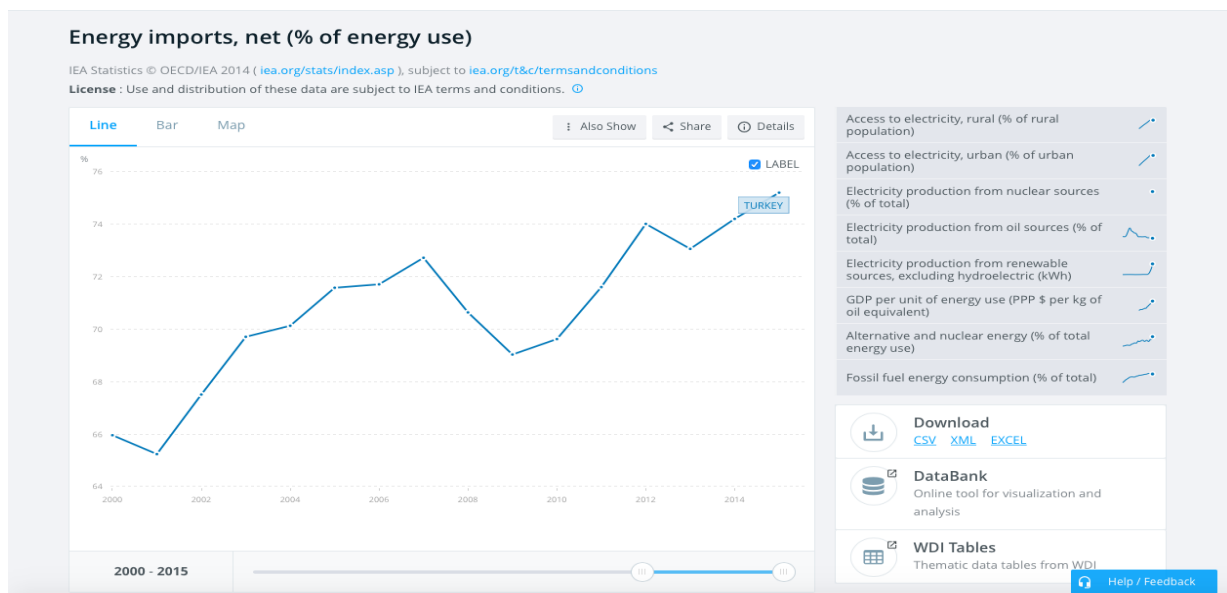 Energy imports, net (% of energy use)
IEA Statistics © OECD/IEA 2014 ( iea.org/stats/index.asp ), subject to iea.org/t&c/termsandconditions
License : Use and distribution of these data are subject to IEA terms and conditions.
Line Bar Map
Also Show Share Details
%
LABEL
76
74
72
70
68
66
64
TURKEY
2000 2002 2004 2006 2008 2010 2012 2014
2000 - 2015
Access to electricity, rural (% of rural
population)
Access to electricity, urban (% of urban
population)
Electricity production from nuclear sources
(% of total)
Electricity production from oil sources (% of
total)
Electricity production from renewable
sources, excluding hydroelectric (kWh)
GDP per unit of energy use (PPP $ per kg of
oil equivalent)
Alternative and nuclear energy (% of total
energy use)
Fossil fuel energy consumption (% of total)
Download
CSV XML EXCEL
DataBank
Online tool for visualization and
analysis
WDI Tables
Thematic data tables from WDI
Help / Feedback